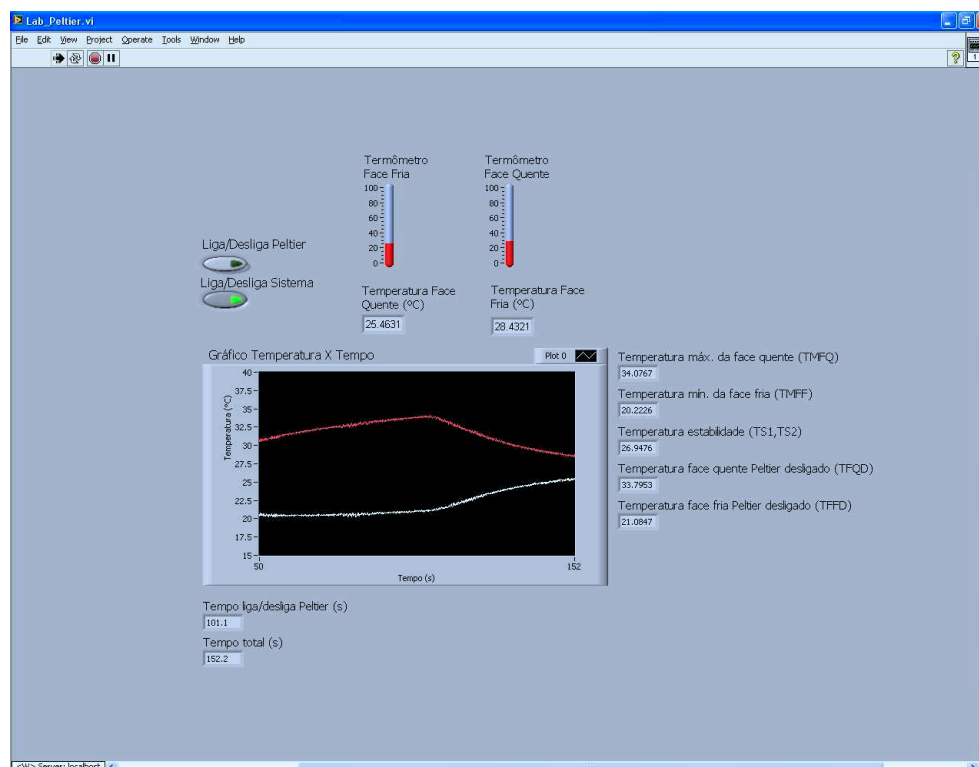 Lab_Peltier.vi
File Edit View Project Operate Tools Window Help
1
Termômetro
Face Fria
Termômetro
Face Quente
100
80
60
40
20
0
100
80
60
40
20
0
Liga/Desliga Peltier
Liga/Desliga Sistema
Temperatura Face
Quente (ºC)
25.4631
Temperatura Face
Fria (ºC)
28.4321
Gráfico Temperatura X Tempo
Plot 0
Temperatura (ºC)
40
37.5
35
32.5
30
27.5
25
22.5
20
17.5
15
50
152
Tempo (s)
Temperatura máx. da face quente (TMFQ)
34.0767
Temperatura mín. da face fria (TMFF)
20.2226
Temperatura estabilidade (TS1,TS2)
26.9476
Temperatura face quente Peltier desligado (TFQD)
33.7953
Temperatura face fria Peltier desligado (TFFD)
21.0847
Tempo liga/desliga Peltier (s)
101.1
Tempo total (s)
152.2
Server: localhost